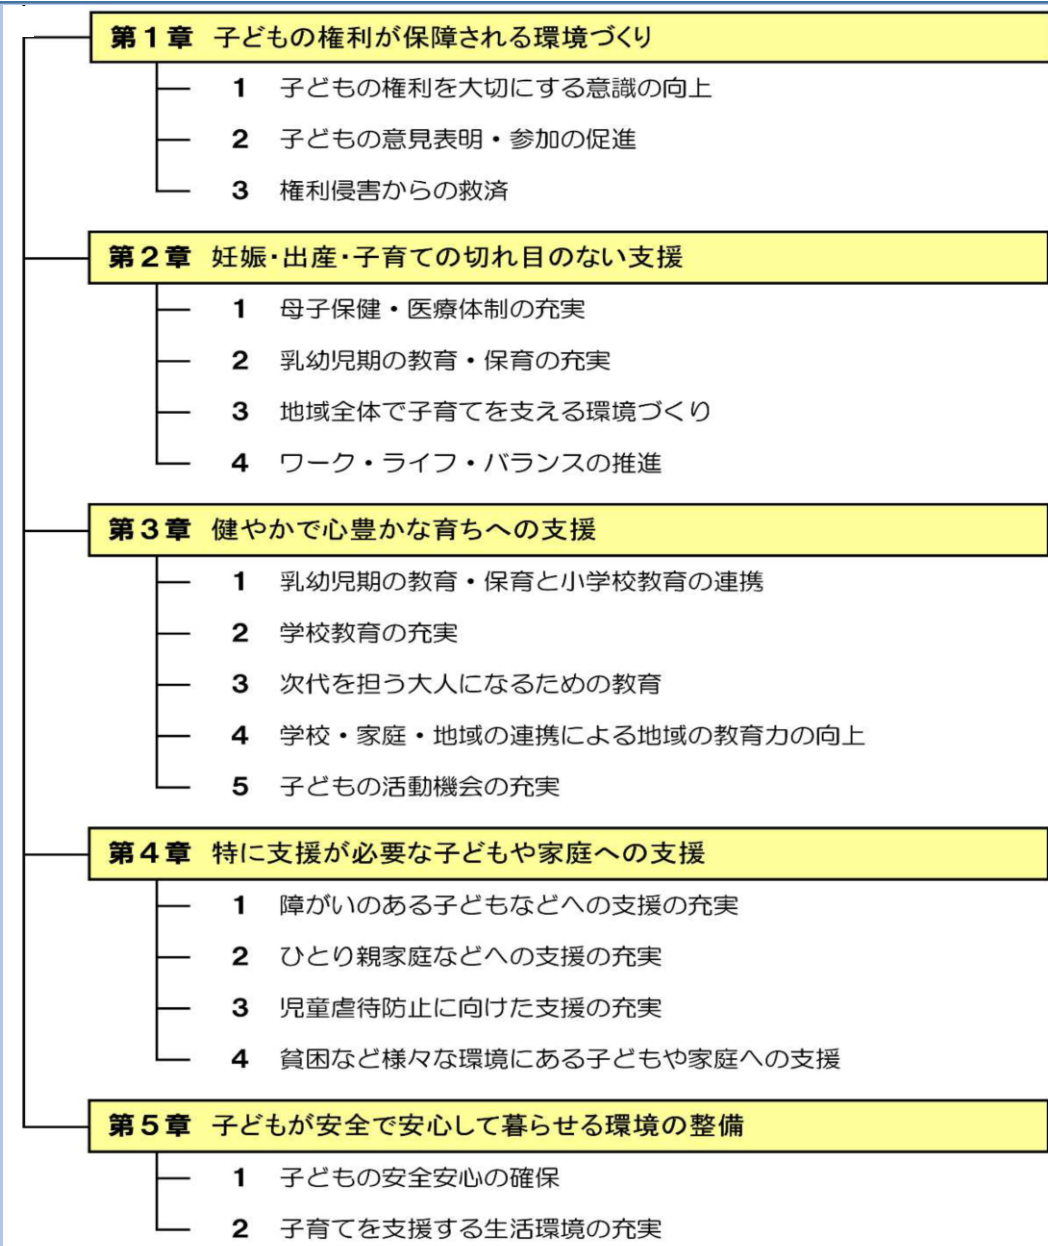 第1章 子どもの権利が保障される環境づくり
1 子どもの権利を大切にする意識の向上
2 子どもの意見表明・参加の促進
3 権利侵害からの救済
第2章 妊娠・出産・子育ての切れ目のない支援
1 母子保健・医療体制の充実
2 乳幼児期の教育・保育の充実
3 地域全体で子育てを支える環境づくり
4 ワーク・ライフ・バランスの推進
第3章 健やかで心豊かな育ちへの支援
1 乳幼児期の教育・保育と小学校教育の連携
2 学校教育の充実
3 次代を担う大人になるための教育
4 学校・家庭・地域の連携による地域の教育力の向上
5 子どもの活動機会の充実
第4章 特に支援が必要な子どもや家庭への支援
1 障がいのある子どもなどへの支援の充実
2 ひとり親家庭などへの支援の充実
3 児童虐待防止に向けた支援の充実
4 貧困など様々な環境にある子どもや家庭への支援
第5章 子どもが安全で安心して暮らせる環境の整備
1 子どもの安全安心の確保
2 子育てを支援する生活環境の充実